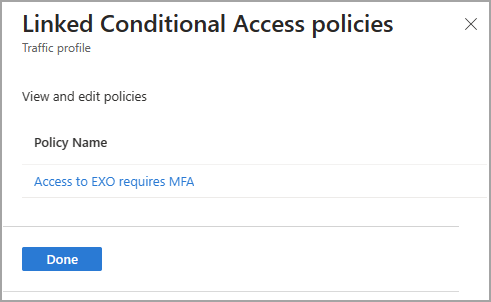 Linked Conditional Access policies
Traffic profile
View and edit policies
Policy Name
Access to EXO requires MFA
Done